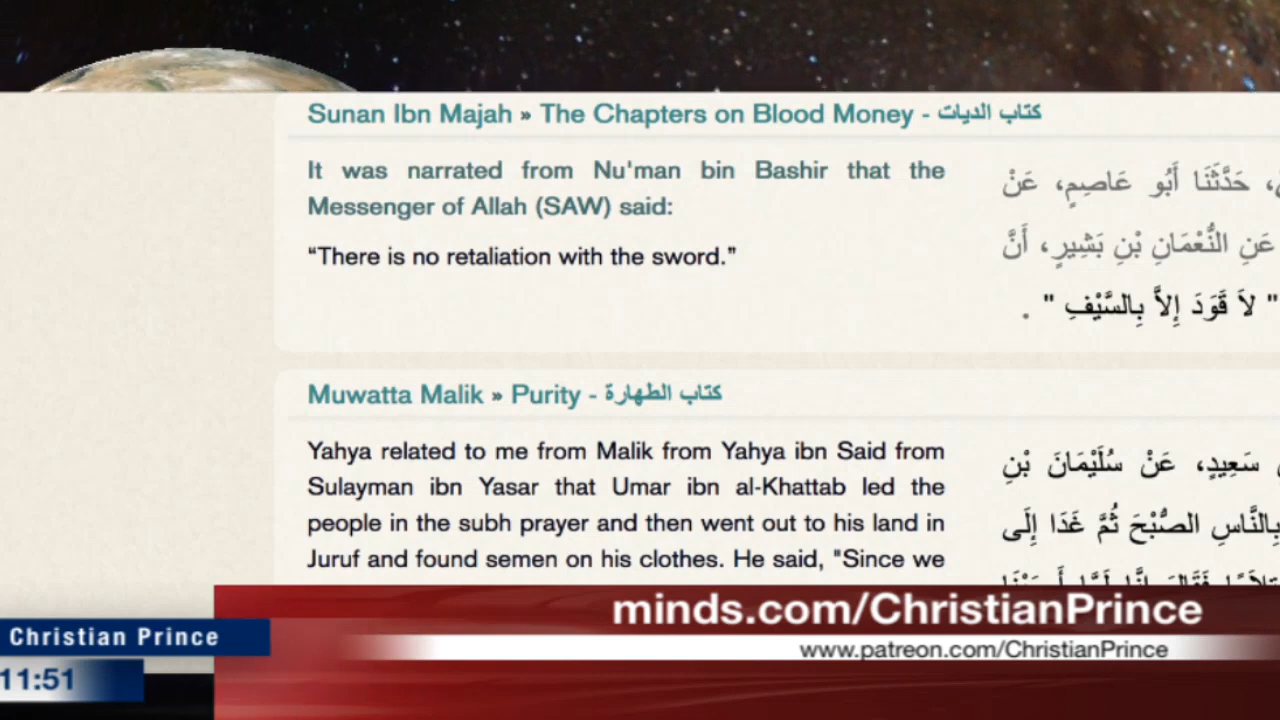 Sunan Ibn Majah » The Chapters on Blood Money - كتاب الديات
It was narrated from Nu'man bin Bashir that the
Messenger of Allah (SAW) said:
“There is no retaliation with the sword.”
حَدَّثَنَا أَبُو عَاصِمٍ، عَنْ
عَنِ النُّعْمَانِ بْنِ بَشِيرٍ، أَنَّ
" لاَ قَوَدَ إِلاَّ بِالسَّيْفِ " .
Muwatta Malik » Purity - كتاب الطهارة
Yahya related to me from Malik from Yahya ibn Said from
Sulayman ibn Yasar that Umar ibn al-Khattab led the
people in the subh prayer and then went out to his land in
Juruf and found semen on his clothes. He said, "Since we
سَعِيدٍ، عَنْ سُلَيْمَانَ بْنِ
بِالنَّاسِ الصُّبْحَ ثُمَّ غَدَا إِلَى
minds.com/ChristianPrince
Christian Prince
www.patreon.com/ChristianPrince
11:51